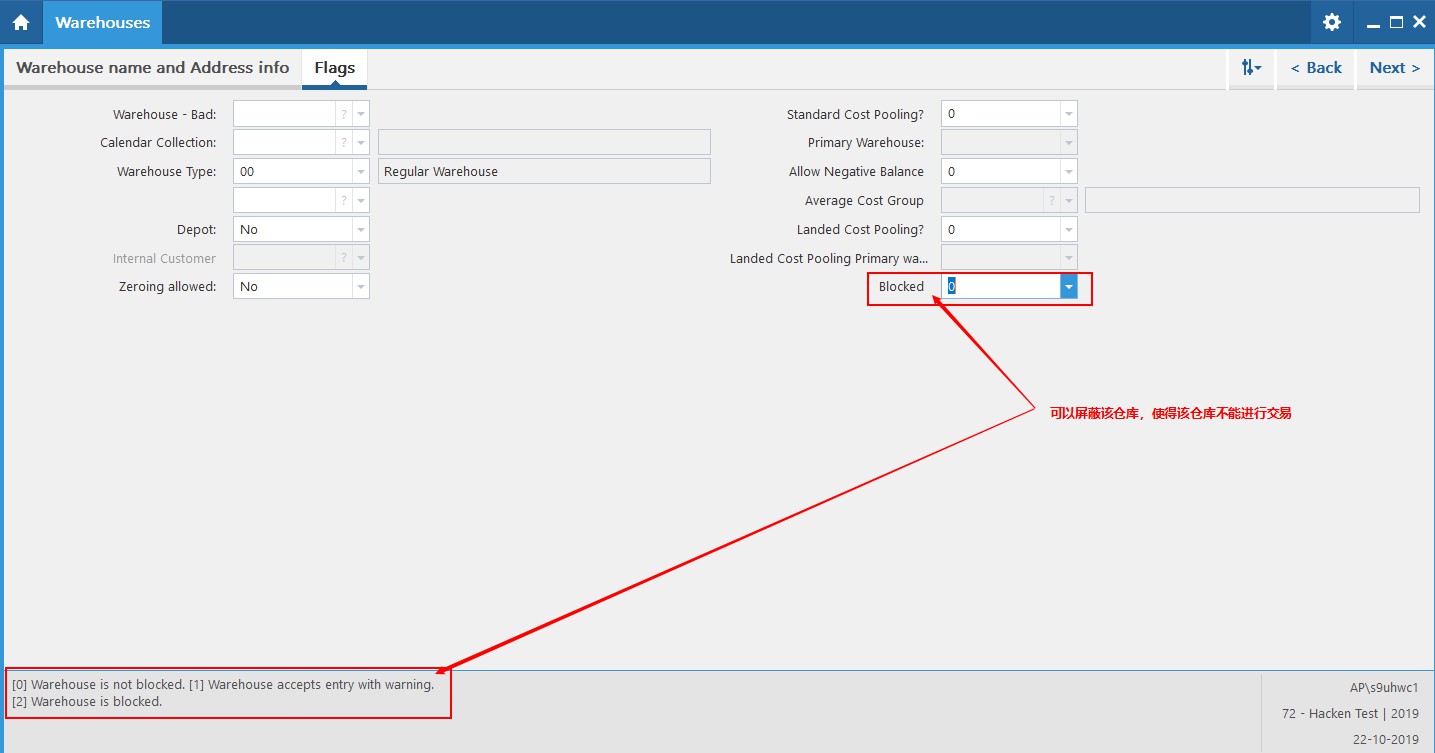 Warehouses
Warehouse name and Address info
Flags
< Back
Next >
Warehouse - Bad:
?
Standard Cost Pooling?
0
Calendar Collection:
?
Primary Warehouse:
Warehouse Type:
00
Regular Warehouse
Allow Negative Balance
0
?
Average Cost Group
?
Depot:
No
Landed Cost Pooling?
0
Internal Customer
?
Landed Cost Pooling Primary wa...
Zeroing allowed:
No
Blocked
0
可以屏蔽该仓库，使得该仓库不能进行交易
[0] Warehouse is not blocked. [1] Warehouse accepts entry with warning.
[2] Warehouse is blocked.
AP\s9uhwc1
72 - Hacken Test | 2019
22-10-2019